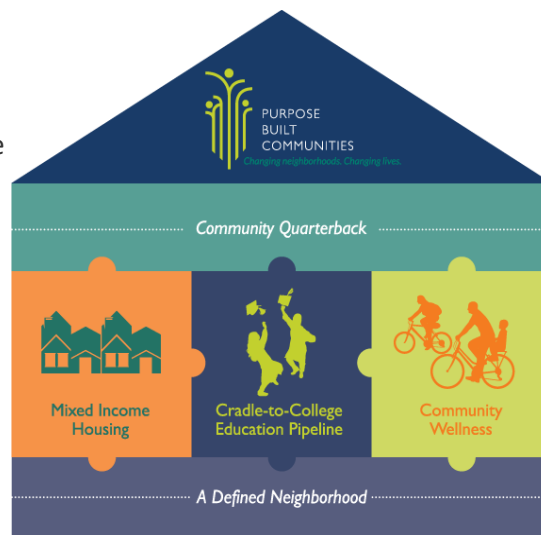 e
PURPOSE
BUILT
COMMUNITIES
Changing neighborhoods. Changing lives.
Community Quarterback
Mixed Income
Housing
Cradle-to-College
Education Pipeline
Community
Wellness
A Defined Neighborhood